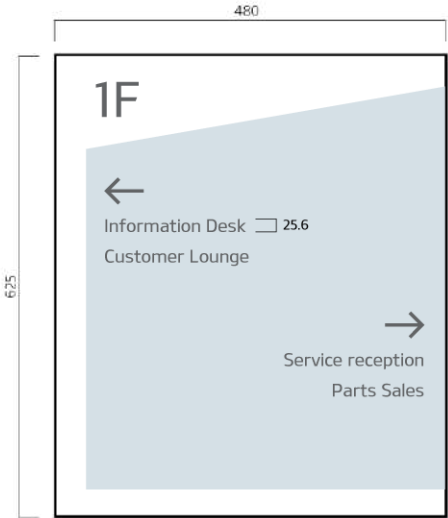 480
1F
Information Desk 25.6
Customer Lounge
625
Service reception
Parts Sales